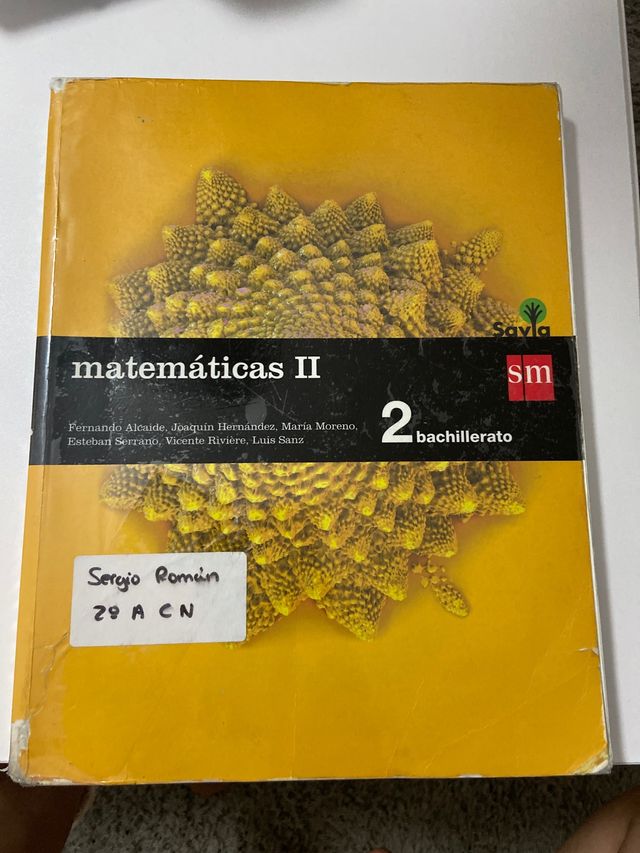 Savia
matemáticas II
sm
Fernando Alcaide, Joaquín Hernández, María Moreno,
Esteban Serrano, Vicente Rivière, Luis Sanz
2 bachillerato
Sergio Román
2º A CN